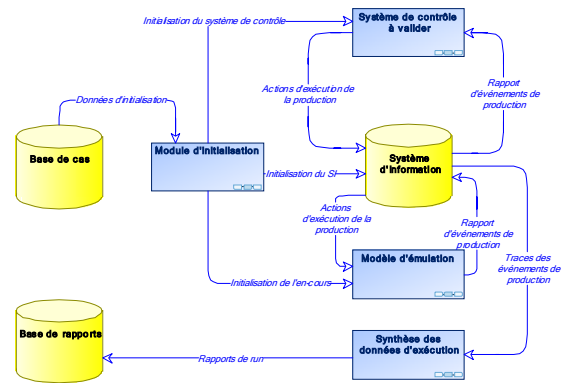 Initialisation du système de contrôle
Système de contrôle
à valider
Données d'initialisation
Actions d'exécution de
la production
Rapport
d'événements de
production
Base de cas
Module d'initialisation
Initialisation du SI
Système
d'information
Actions
d'exécution de la
production
Rapport
d'événements de
production
Traces des
événements de
production
Modèle d'émulation
Initialisation de l'en-cours
Base de rapports
Rapports de run
Synthèse des
données d'exécution